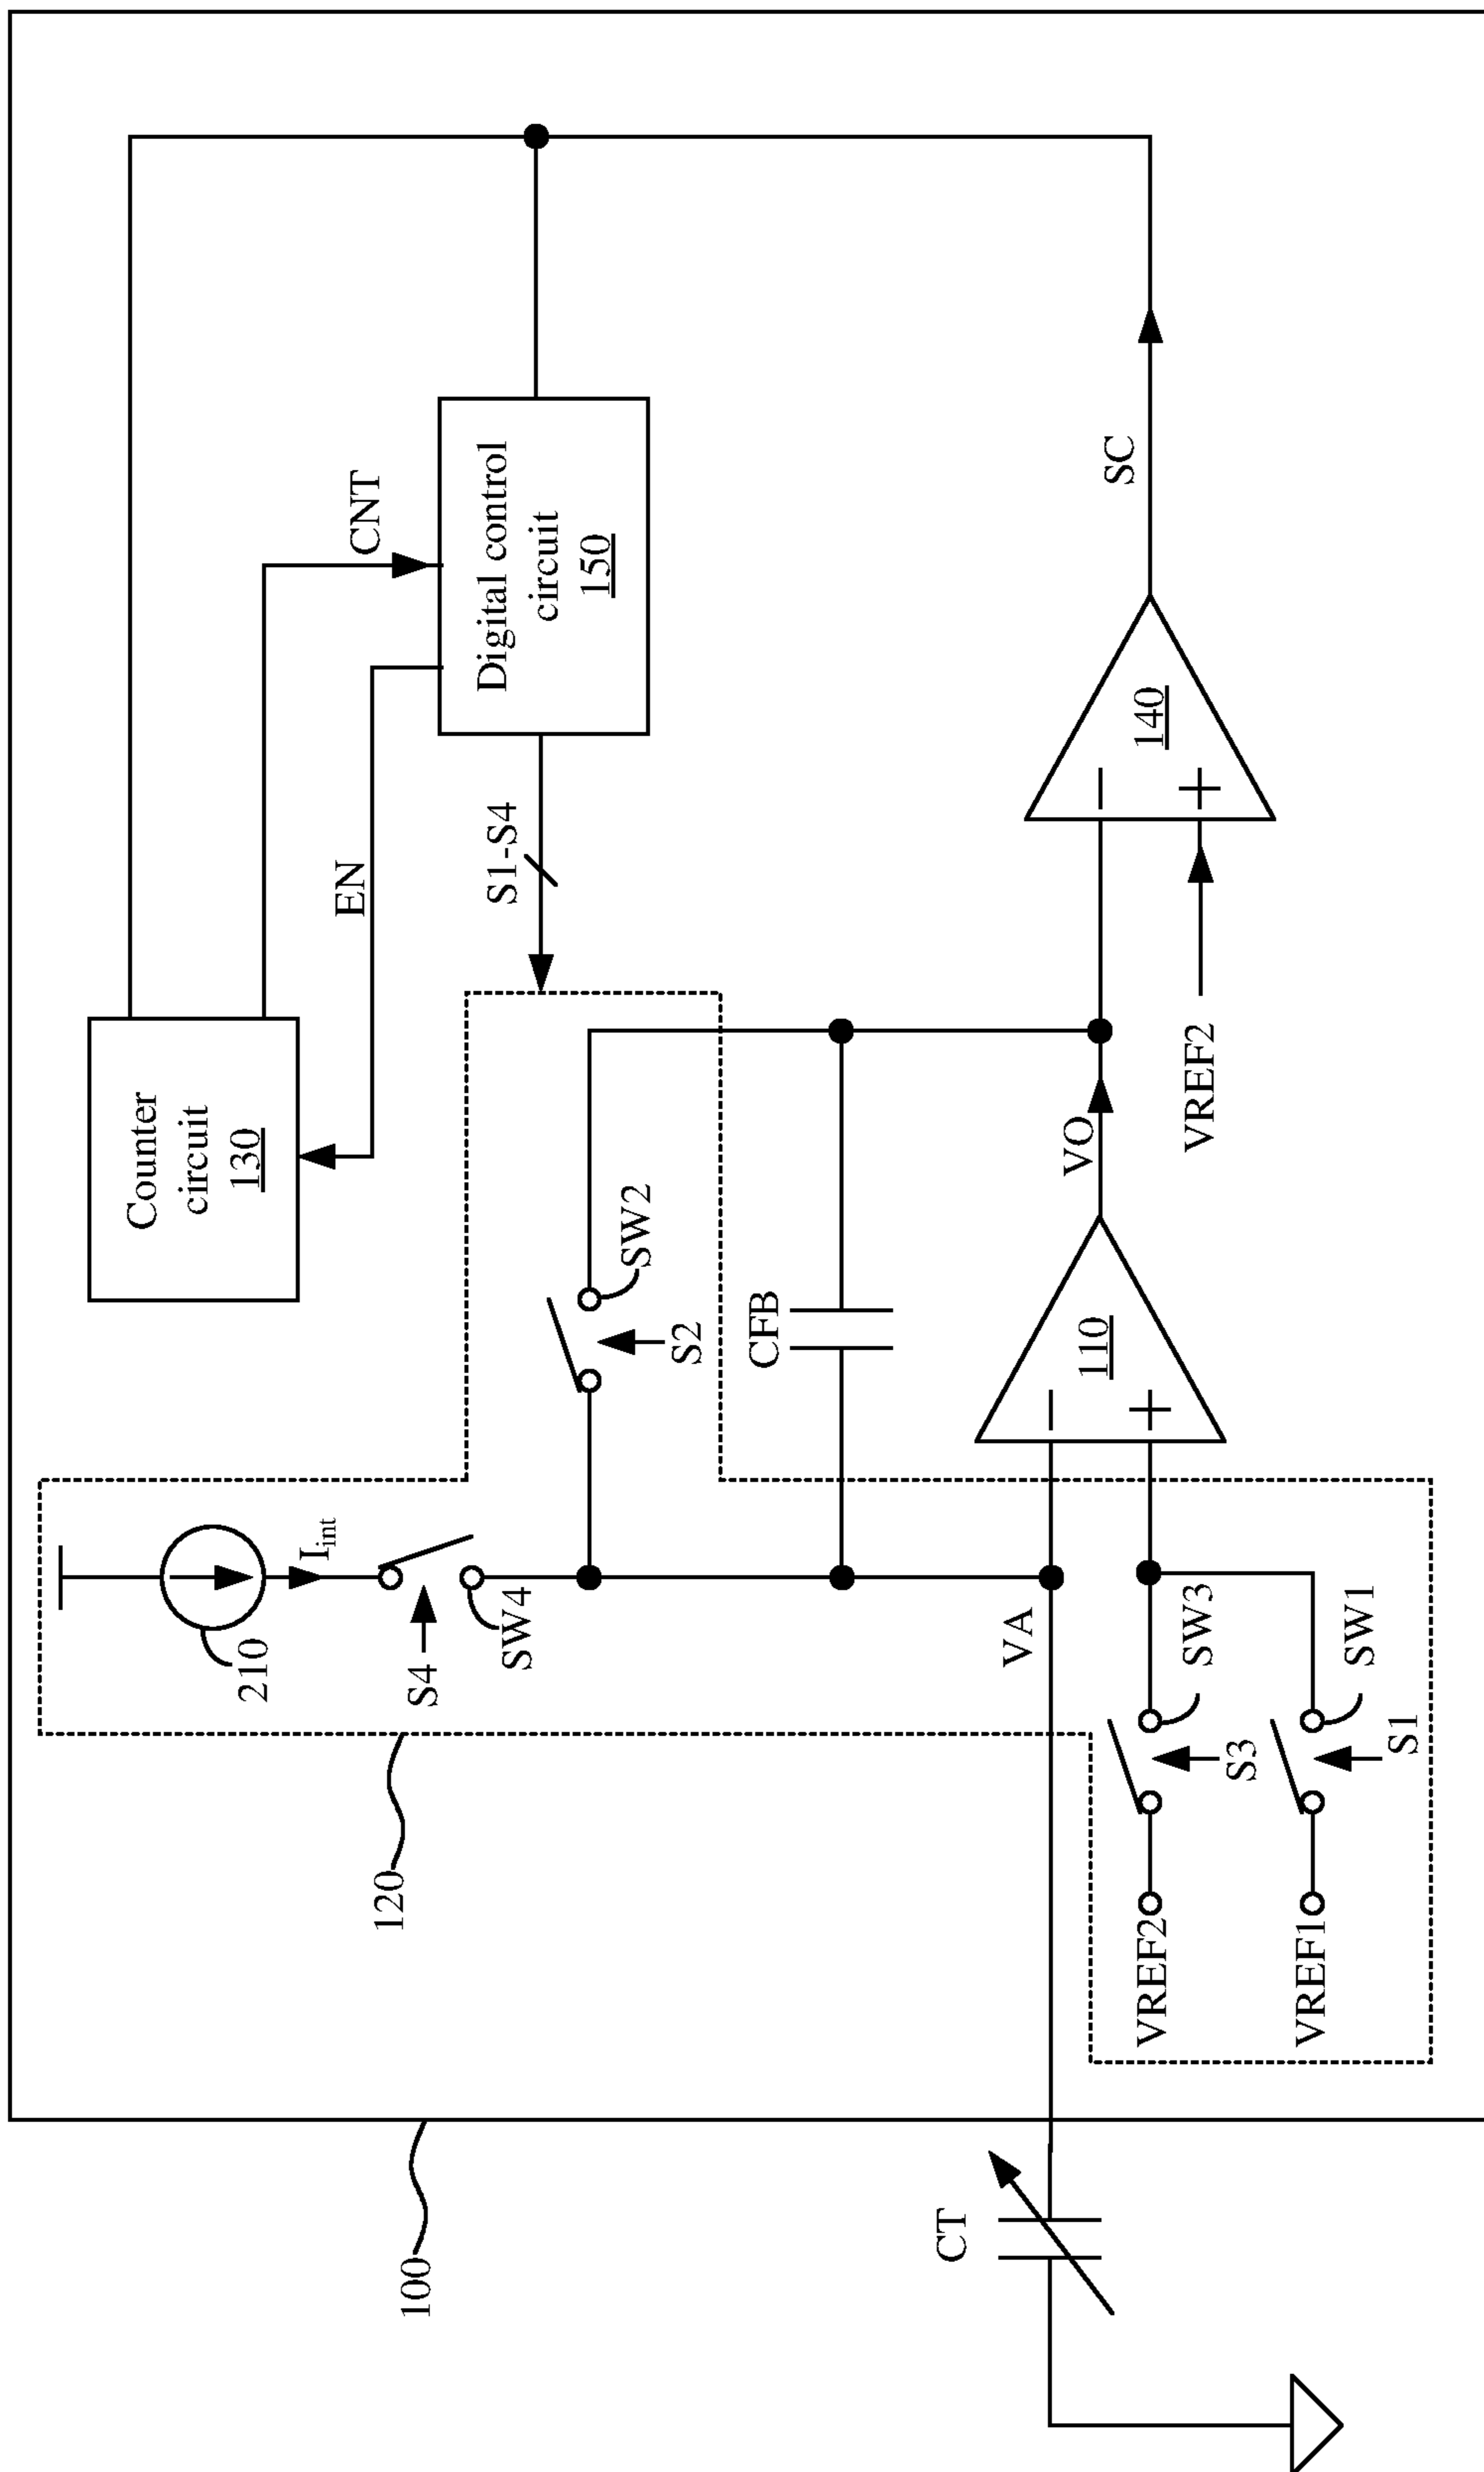 100
CT
120
210
I_int
S4
SW4
VA
VREF2
SW3
S3
VREF1
SW1
S1
Counter
circuit
130
EN
CNT
Digital control
circuit
150
S1-S4
SW2
S2
CFB
110
VO
VREF2
140
SC